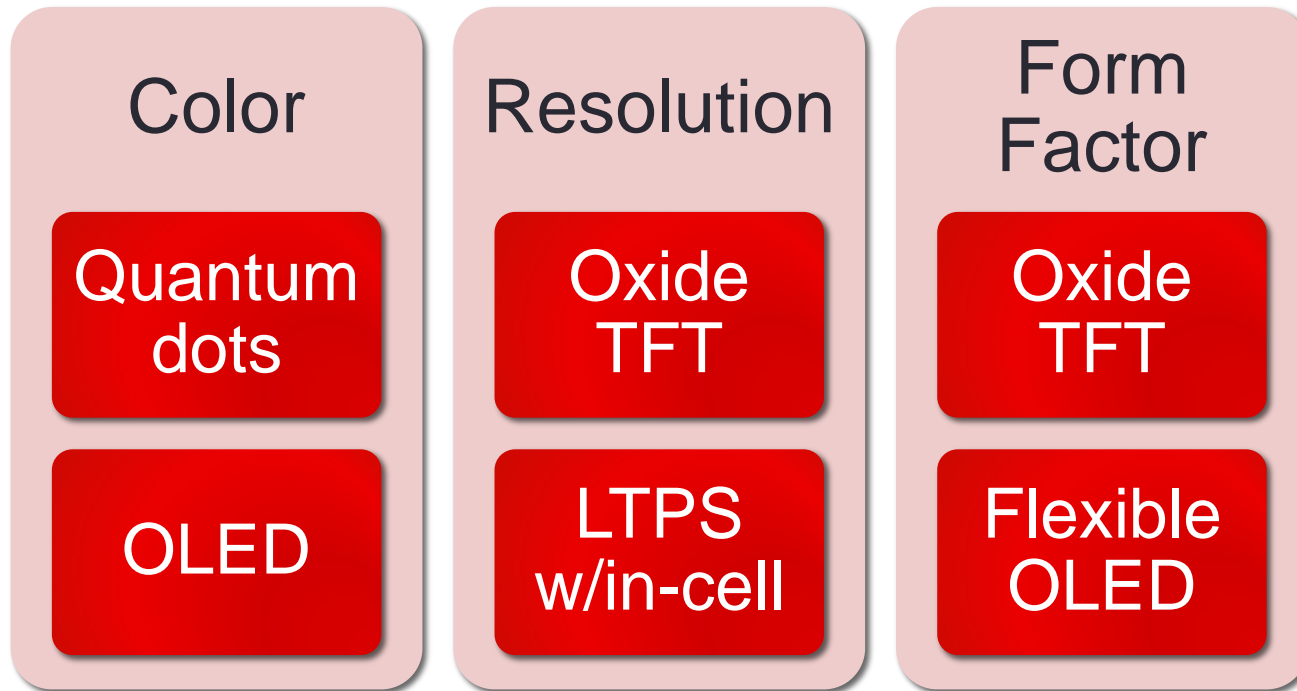 Color
Quantum
dots
OLED
Resolution
Oxide
TFT
LTPS
w/in-cell
Form
Factor
Oxide
TFT
Flexible
OLED